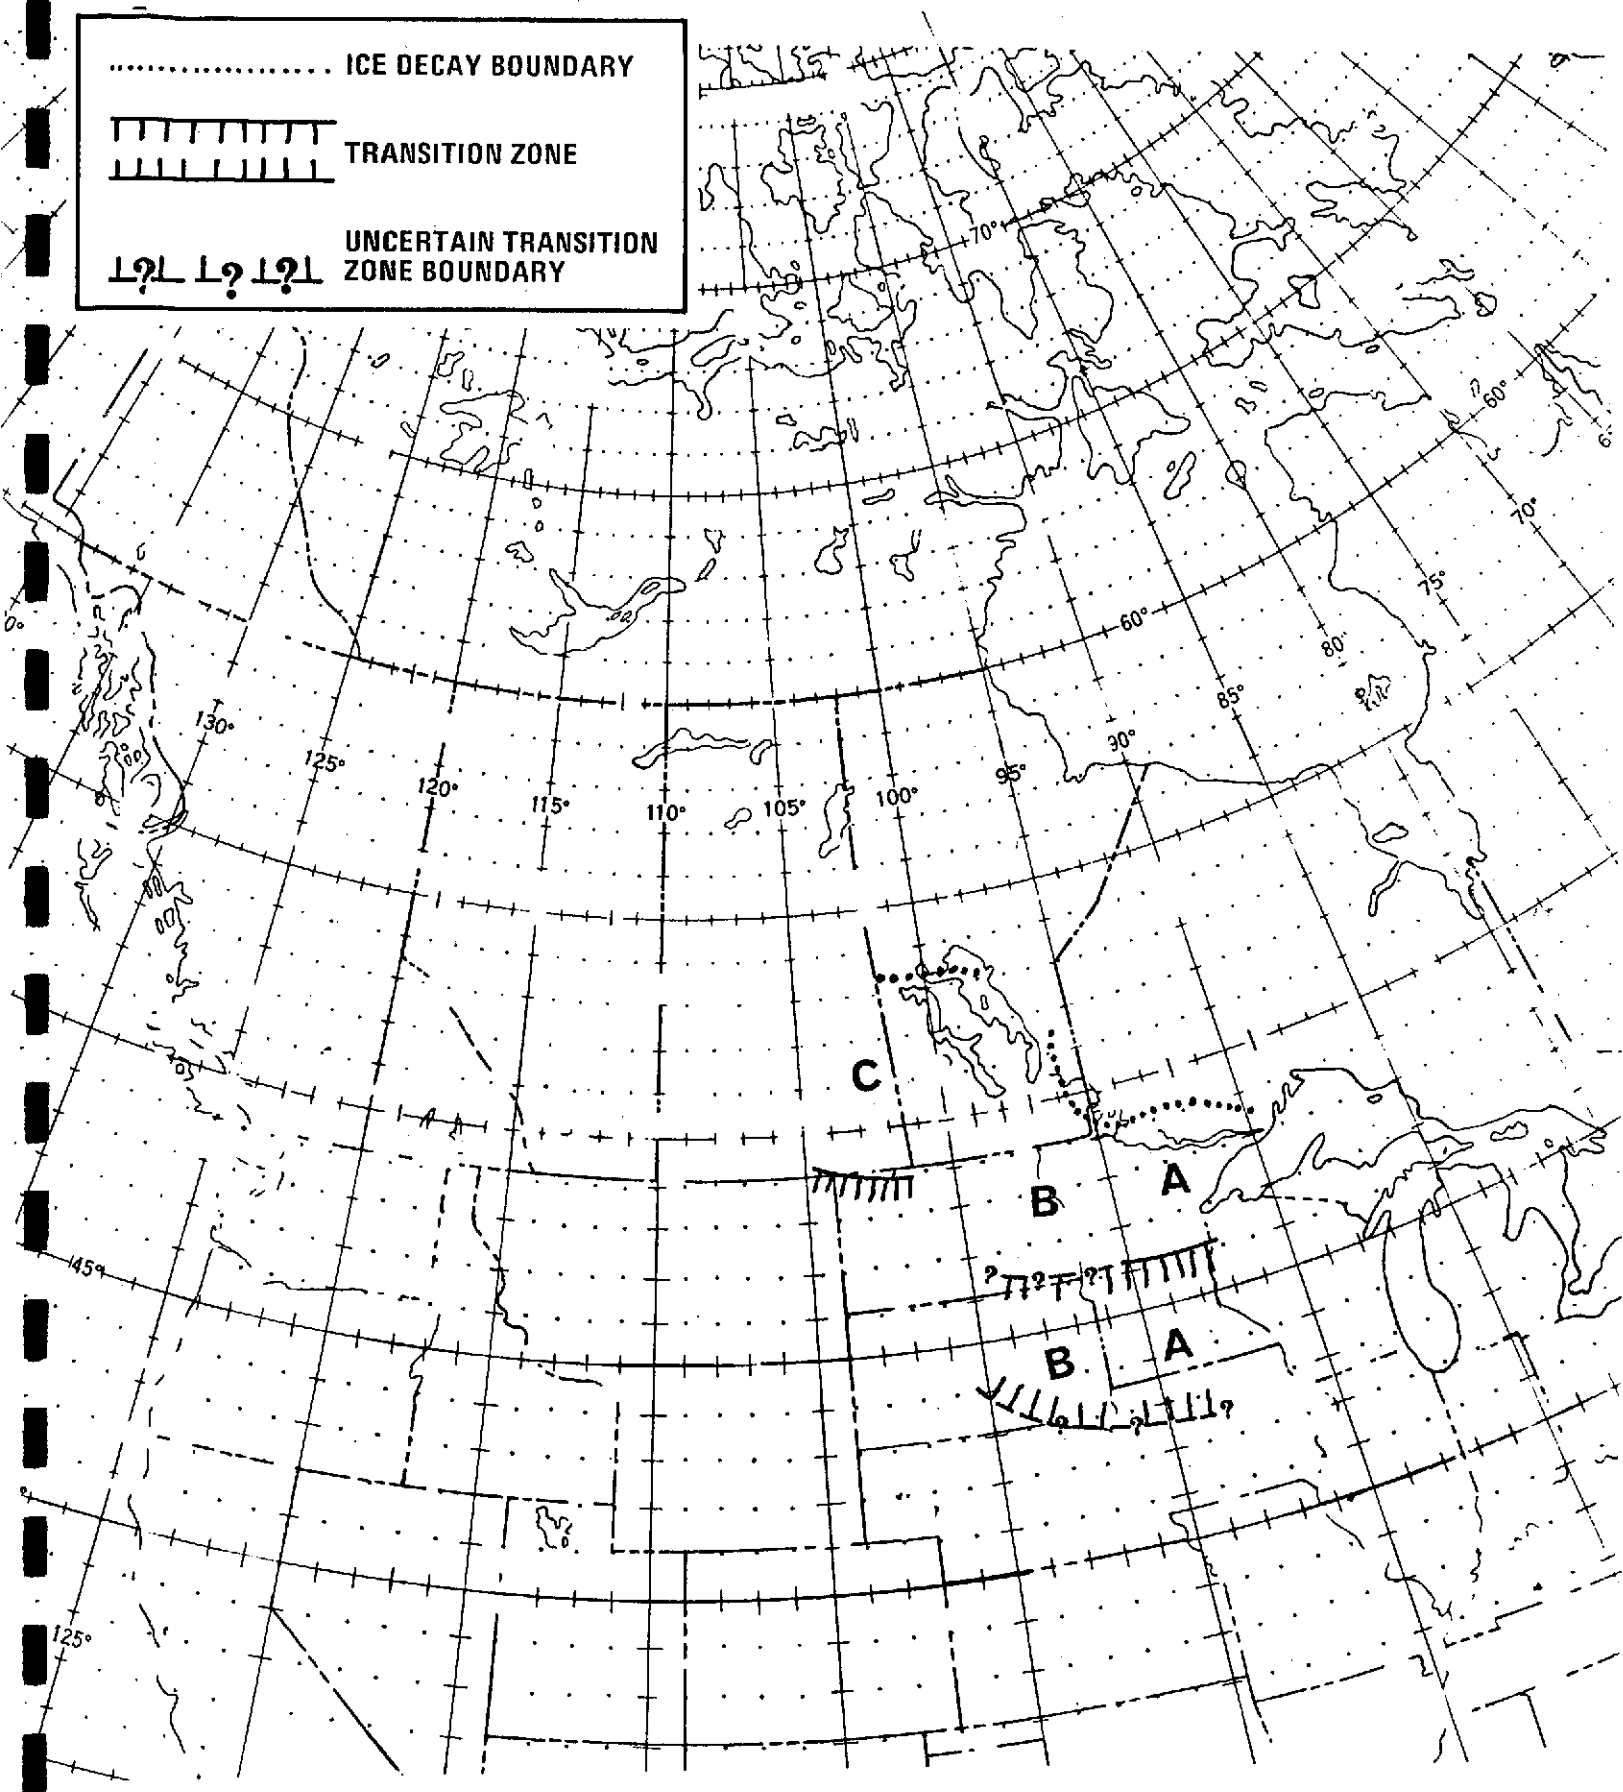 ICE DECAY BOUNDARY
TRANSITION ZONE
UNCERTAIN TRANSITION
? ? ? ZONE BOUNDARY
70°
60°
70°
75°
60°
80°
85°
130°
90°
125°
95°
120°
115°
110°
105°
100°
C
A
B
45°
? ? ?
A
B
? ? ?
125°